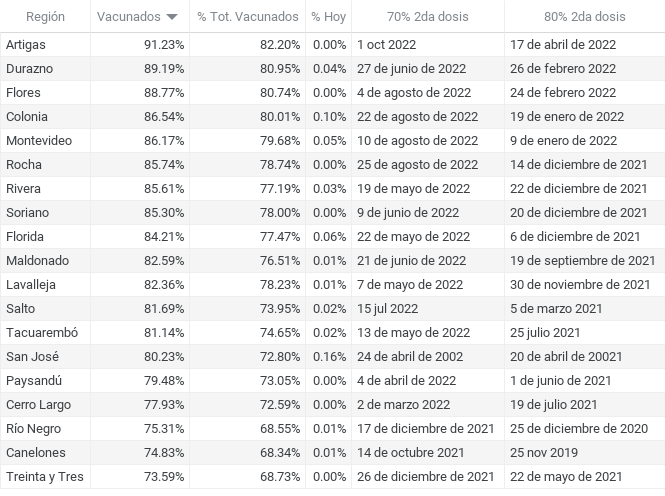 Región Vacunados % Tot. Vacunados % Hoy 70% 2da dosis 80% 2da dosis
Artigas 91.23% 82.20% 0.00% 1 oct 2022 17 de abril de 2022
Durazno 89.19% 80.95% 0.04% 27 de junio de 2022 26 de febrero de 2022
Flores 88.77% 80.74% 0.00% 4 de agosto de 2022 24 de febrero de 2022
Colonia 86.54% 80.01% 0.10% 22 de agosto de 2022 19 de enero de 2022
Montevideo 86.17% 79.68% 0.05% 10 de agosto de 2022 9 de enero de 2022
Rocha 85.74% 78.74% 0.00% 25 de agosto de 2022 14 de diciembre de 2021
Rivera 85.61% 77.19% 0.03% 19 de mayo de 2022 22 de diciembre de 2021
Soriano 85.30% 78.00% 0.00% 9 de junio de 2022 20 de diciembre de 2021
Florida 84.21% 77.47% 0.06% 22 de mayo de 2022 6 de diciembre de 2021
Maldonado 82.59% 76.51% 0.01% 21 de junio de 2022 19 de septiembre de 2021
Lavalleja 82.36% 78.23% 0.01% 7 de mayo de 2022 30 de noviembre de 2021
Salto 81.69% 73.95% 0.02% 15 jul 2022 5 de marzo 2021
Tacuarembó 81.14% 74.65% 0.02% 13 de mayo de 2022 25 julio 2021
San José 80.23% 72.80% 0.16% 24 de abril de 2002 20 de abril de 20021
Paysandú 79.48% 73.05% 0.00% 4 de abril de 2022 1 de junio de 2021
Cerro Largo 77.93% 72.59% 0.00% 2 de marzo 2022 19 de julio 2021
Río Negro 75.31% 68.55% 0.01% 17 de diciembre de 2021 25 de diciembre de 2020
Canelones 74.83% 68.34% 0.01% 14 de octubre 2021 25 nov 2019
Treinta y Tres 73.59% 68.73% 0.00% 26 de diciembre de 2021 22 de mayo de 2021